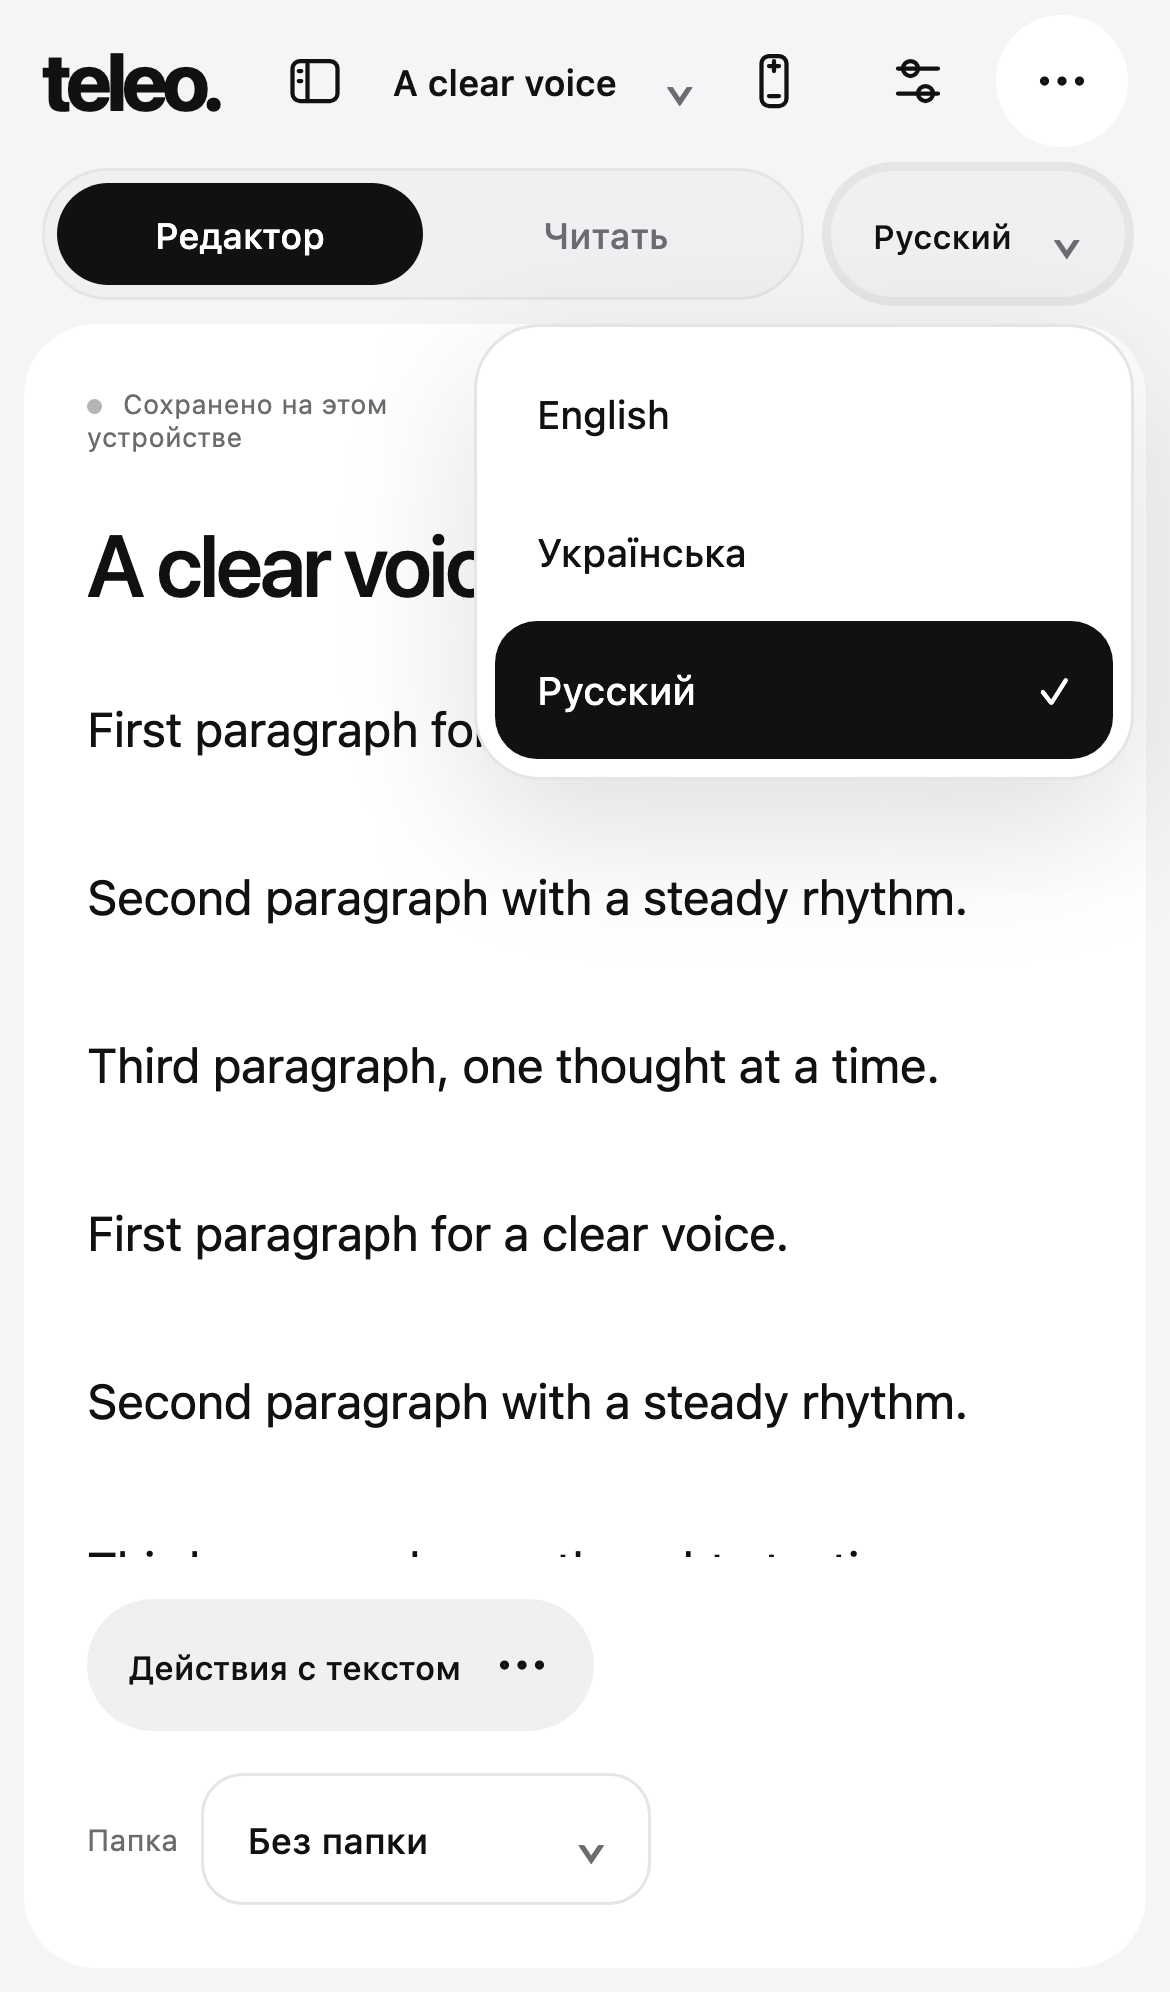 teleo.
A clear voice
Редактор
Читать
Русский
Сохранено на этом
устройстве
English
Українська
Русский
A clear
First paragraph
Second paragraph with a steady rhythm.
Third paragraph, one thought at a time.
First paragraph for a clear voice.
Second paragraph with a steady rhythm.
Действия с текстом
Папка
Без папки